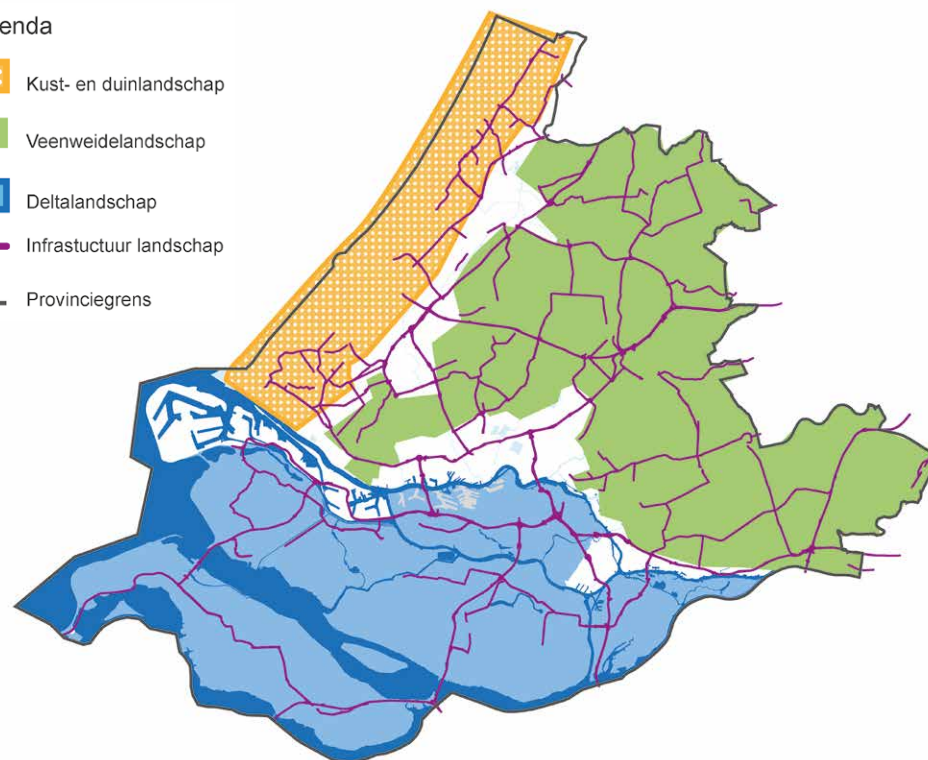 enda
Kust- en duinlandschap
Veenweidelandschap
Deltalandschap
Infrastuctuur landschap
Provinciegrens